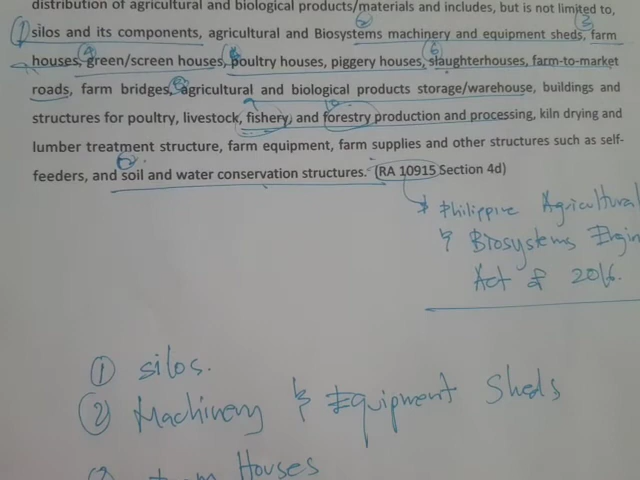 distribution of agricultural and biological products/materials and includes, but is not limited to,
silos and its components, agricultural and Biosystems machinery and equipment sheds, farm
houses, green/screen houses, poultry houses, piggery houses, slaughterhouses, farm-to-market
roads, farm bridges, agricultural and biological products storage/warehouse, buildings and
structures for poultry, livestock, fishery, and forestry production and processing, kiln drying and
lumber treatment structure, farm equipment, farm supplies and other structures such as self-
feeders, and soil and water conservation structures. (RA 10915 Section 4d)
Philippine Agricultural
& Biosystems Engin
Act of 2016.
① silos.
② Machinery & Equipment Sheds
Houses